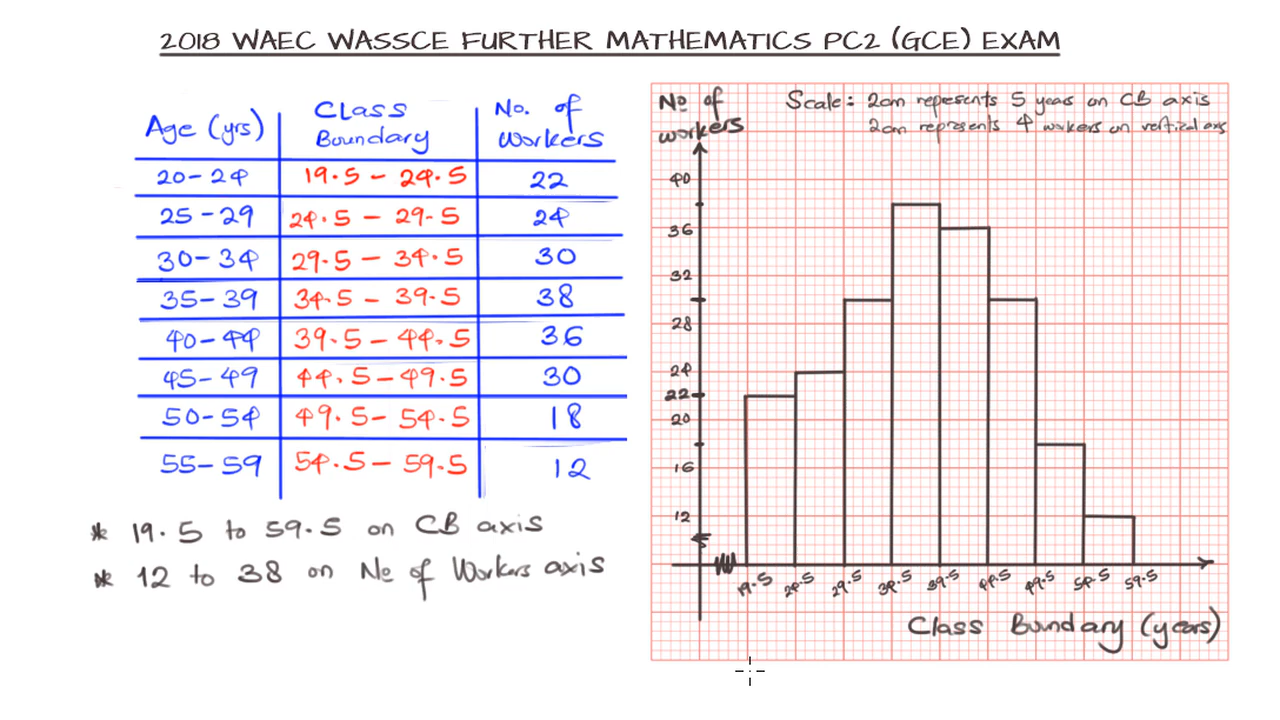 2018 WAEC WASSCE FURTHER MATHEMATICS PC2 (GCE) EXAM
Age (yrs) Class Boundary No. of workers
20-24 19.5 - 24.5 22
25-29 24.5 - 29.5 24
30-34 29.5 - 34.5 30
35-39 34.5 - 39.5 38
40-44 39.5 - 44.5 36
45-49 44.5 - 49.5 30
50-54 49.5 - 54.5 18
55-59 54.5 - 59.5 12
* 19.5 to 59.5 on CB axis
* 12 to 38 on No of Workers axis
No of workers
Scale: 2cm represents 5 years on CB axis
2cm represents 4 workers on vertical axis
40
36
32
28
24
22
20
16
12
19.5 24.5 29.5 34.5 39.5 44.5 49.5 54.5 59.5
Class Boundary (years)